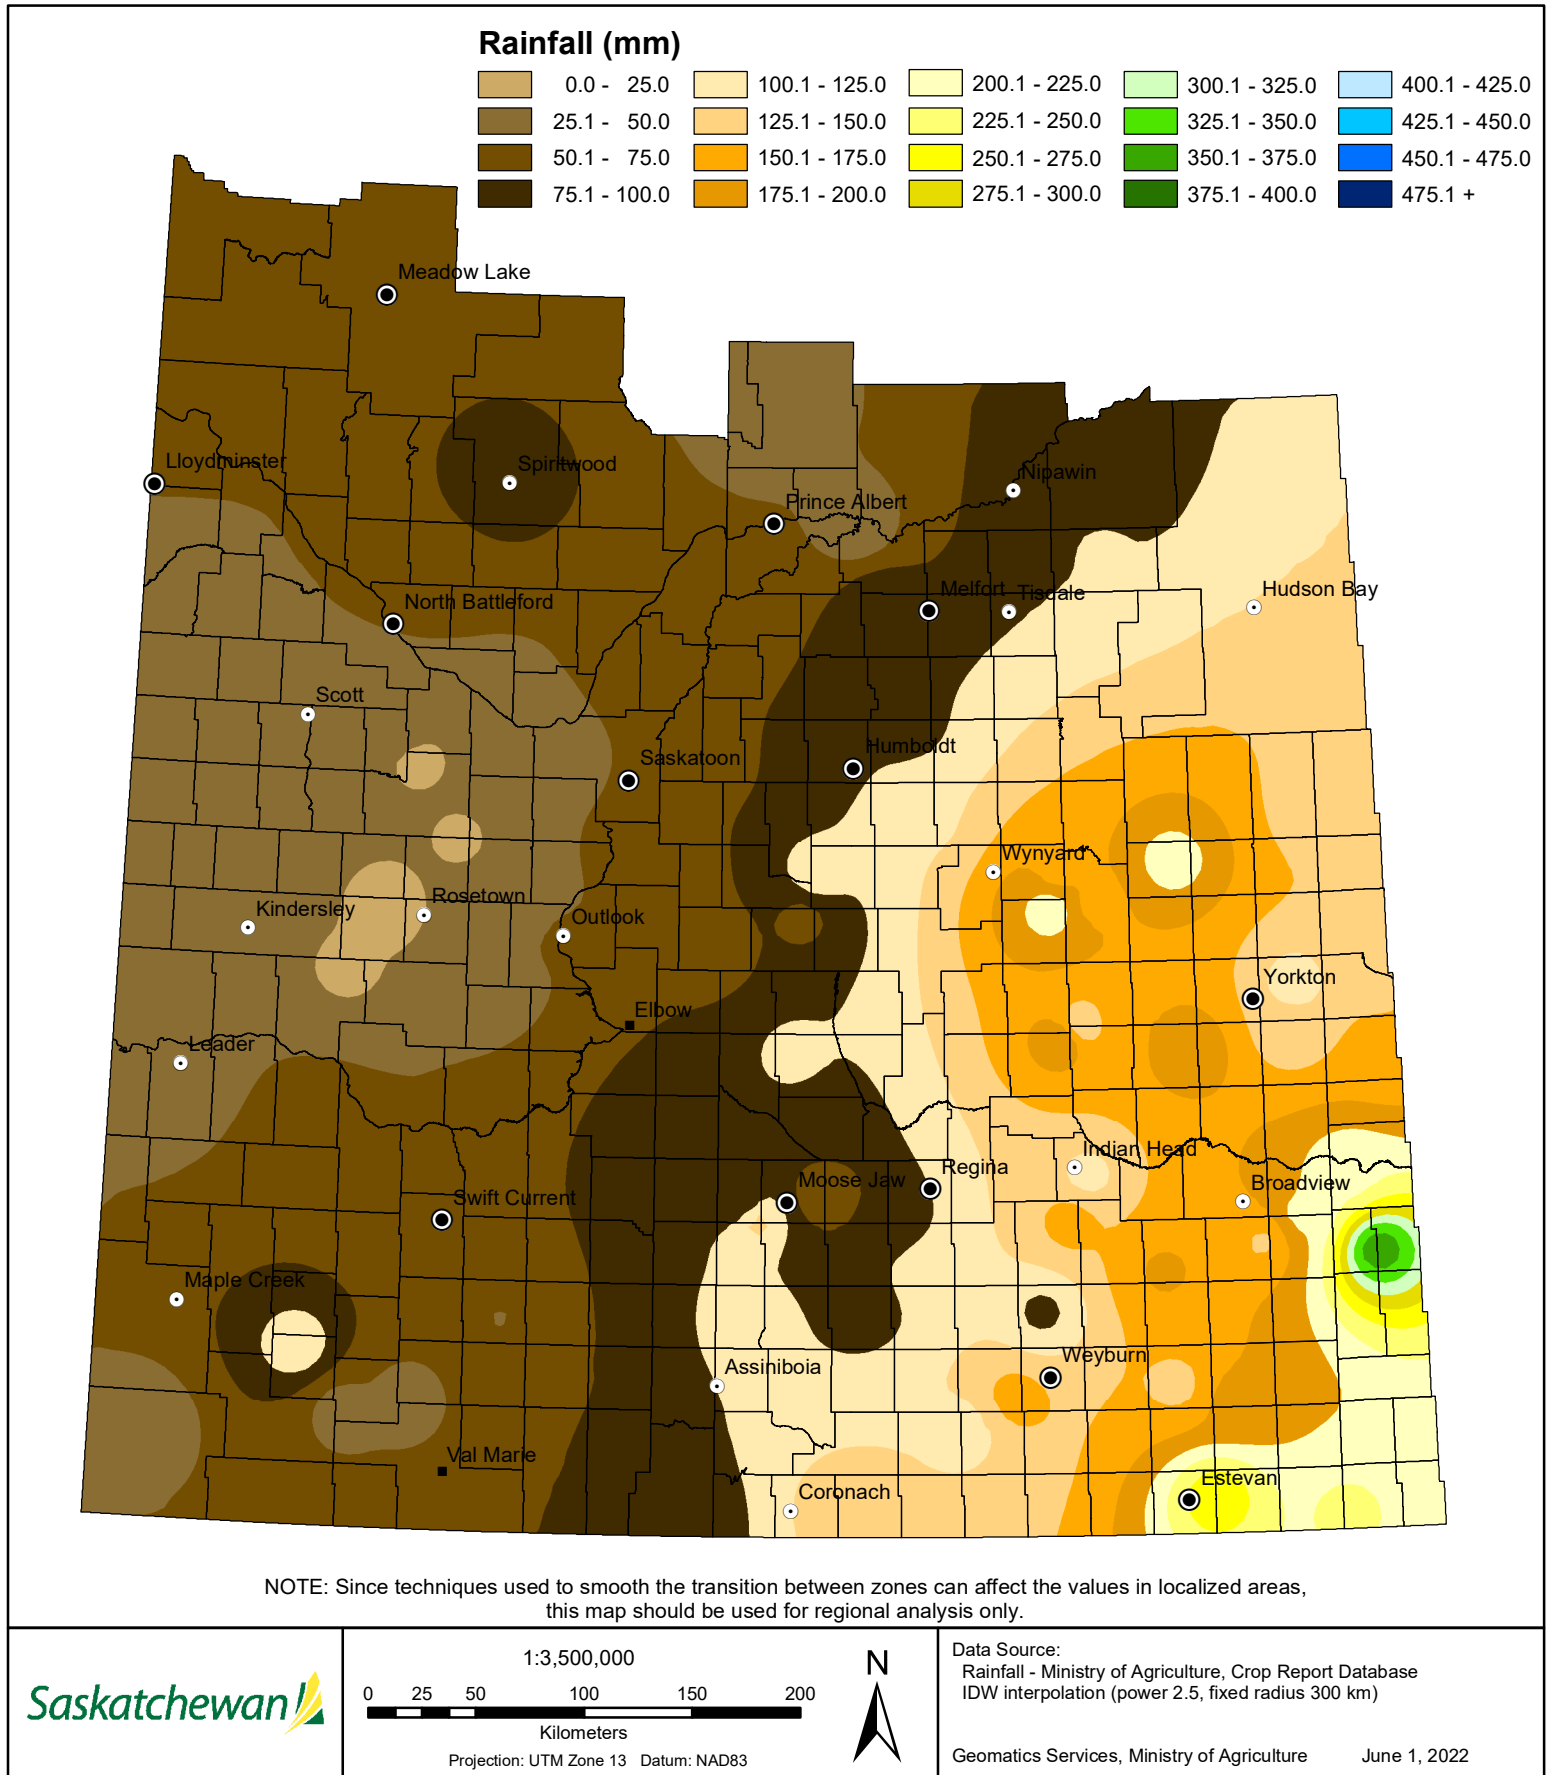 Rainfall (mm)
0.0 - 25.0
25.1 - 50.0
50.1 - 75.0
75.1 - 100.0
100.1 - 125.0
125.1 - 150.0
150.1 - 175.0
175.1 - 200.0
200.1 - 225.0
225.1 - 250.0
250.1 - 275.0
275.1 - 300.0
300.1 - 325.0
325.1 - 350.0
350.1 - 375.0
375.1 - 400.0
400.1 - 425.0
425.1 - 450.0
450.1 - 475.0
475.1 +
Meadow Lake
Lloydminster
Spiritwood
Nipawin
Prince Albert
Melfort
Tisdale
Hudson Bay
North Battleford
Scott
Saskatoon
Humboldt
Wynyard
Kindersley
Rosetown
Outlook
Yorkton
Elbow
Leader
Indian Head
Regina
Moose Jaw
Broadview
Swift Current
Maple Creek
Assiniboia
Weyburn
Val Marie
Coronach
Estevan
NOTE: Since techniques used to smooth the transition between zones can affect the values in localized areas,
this map should be used for regional analysis only.
Saskatchewan
1:3,500,000
0 25 50 100 150 200
Kilometers
Projection: UTM Zone 13 Datum: NAD83
N
Data Source:
Rainfall - Ministry of Agriculture, Crop Report Database
IDW interpolation (power 2.5, fixed radius 300 km)
Geomatics Services, Ministry of Agriculture June 1, 2022